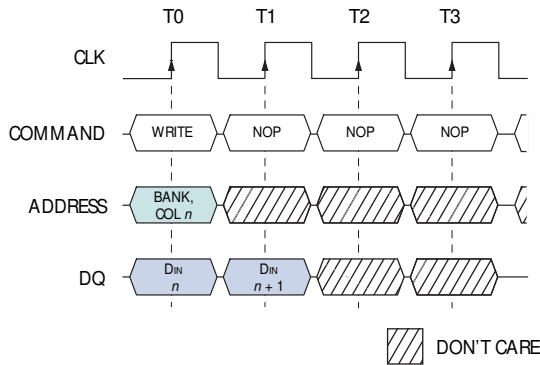 T0 T1 T2 T3
CLK
COMMAND WRITE NOP NOP NOP
ADDRESS BANK,
COL n
DQ DIN
n
DIN
n + 1
DON'T CARE